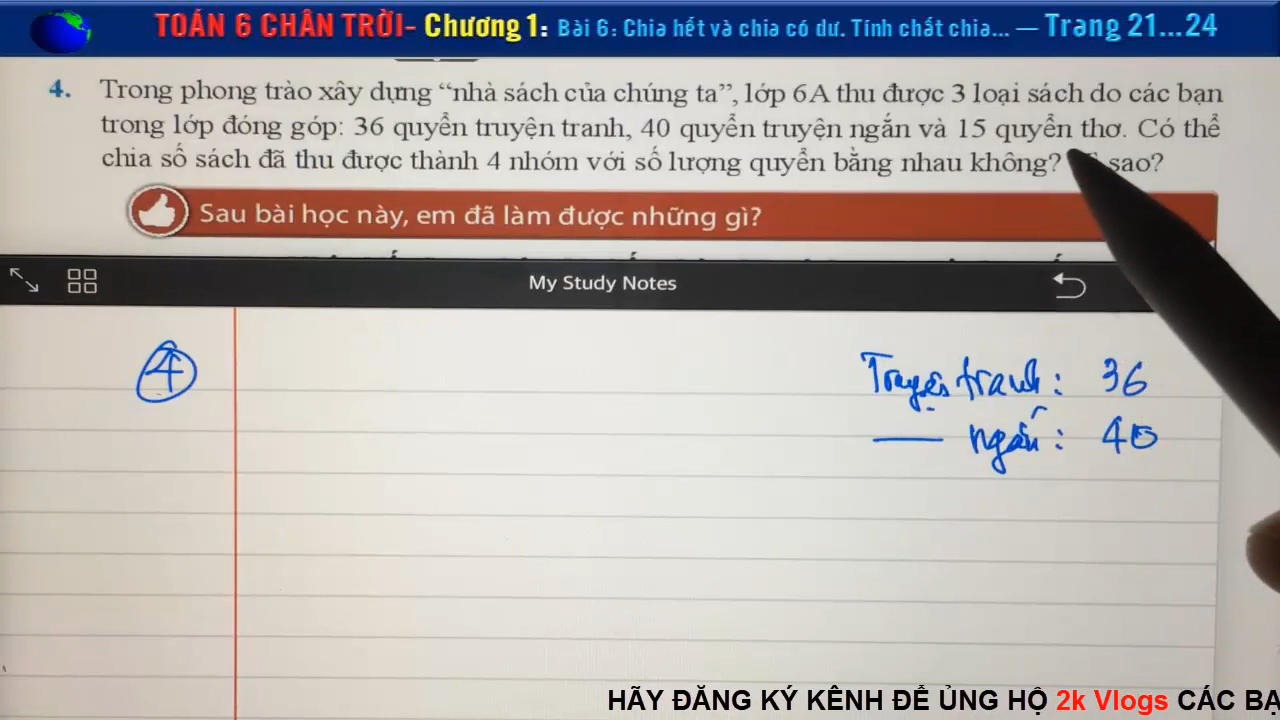 TOÁN 6 CHÂN TRỜI- Chương 1: Bài 6: Chia hết và chia có dư. Tính chất chia... — Trang 21...24
4. Trong phong trào xây dựng “nhà sách của chúng ta”, lớp 6A thu được 3 loại sách do các bạn
trong lớp đóng góp: 36 quyển truyện tranh, 40 quyển truyện ngắn và 15 quyển thơ. Có thể
chia số sách đã thu được thành 4 nhóm với số lượng quyển bằng nhau không? sao?
Sau bài học này, em đã làm được những gì?
My Study Notes
4 Truyện tranh: 36
— ngắn: 40
HÃY ĐĂNG KÝ KÊNH ĐỂ ỦNG HỘ 2k Vlogs CÁC BẠ